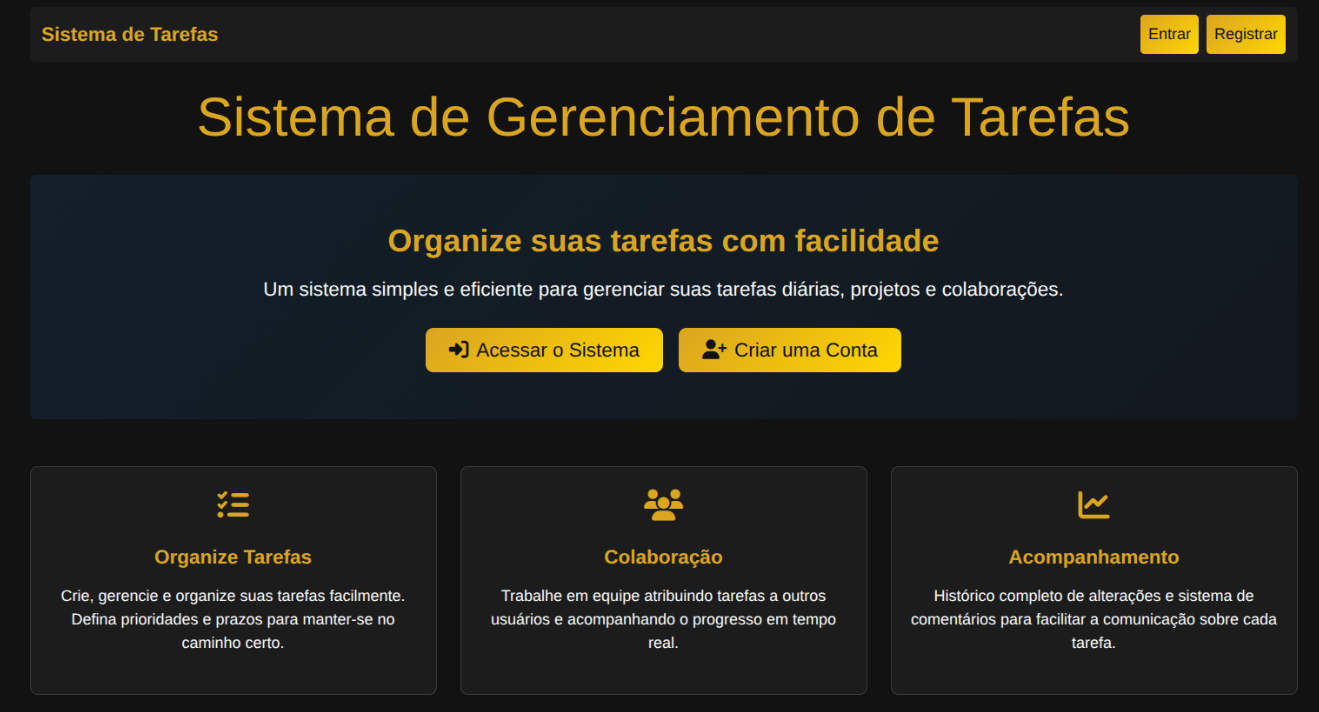 Sistema de Tarefas
Entrar
Registrar
Sistema de Gerenciamento de Tarefas
Organize suas tarefas com facilidade
Um sistema simples e eficiente para gerenciar suas tarefas diárias, projetos e colaborações.
Acessar o Sistema
Criar uma Conta
Organize Tarefas
Crie, gerencie e organize suas tarefas facilmente.
Defina prioridades e prazos para manter-se no
caminho certo.
Colaboração
Trabalhe em equipe atribuindo tarefas a outros
usuários e acompanhando o progresso em tempo
real.
Acompanhamento
Histórico completo de alterações e sistema de
comentários para facilitar a comunicação sobre cada
tarefa.